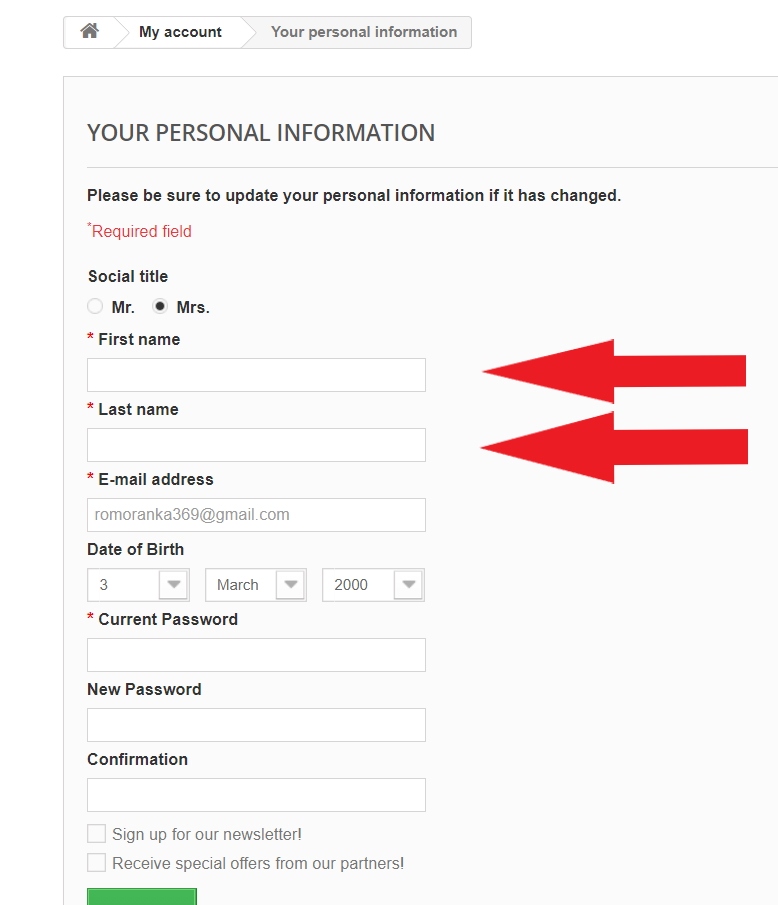 My account Your personal information
YOUR PERSONAL INFORMATION
Please be sure to update your personal information if it has changed.
*Required field
Social title
Mr. Mrs.
* First name
* Last name
* E-mail address
romoranka369@gmail.com
Date of Birth
3 March 2000
* Current Password
New Password
Confirmation
Sign up for our newsletter!
Receive special offers from our partners!